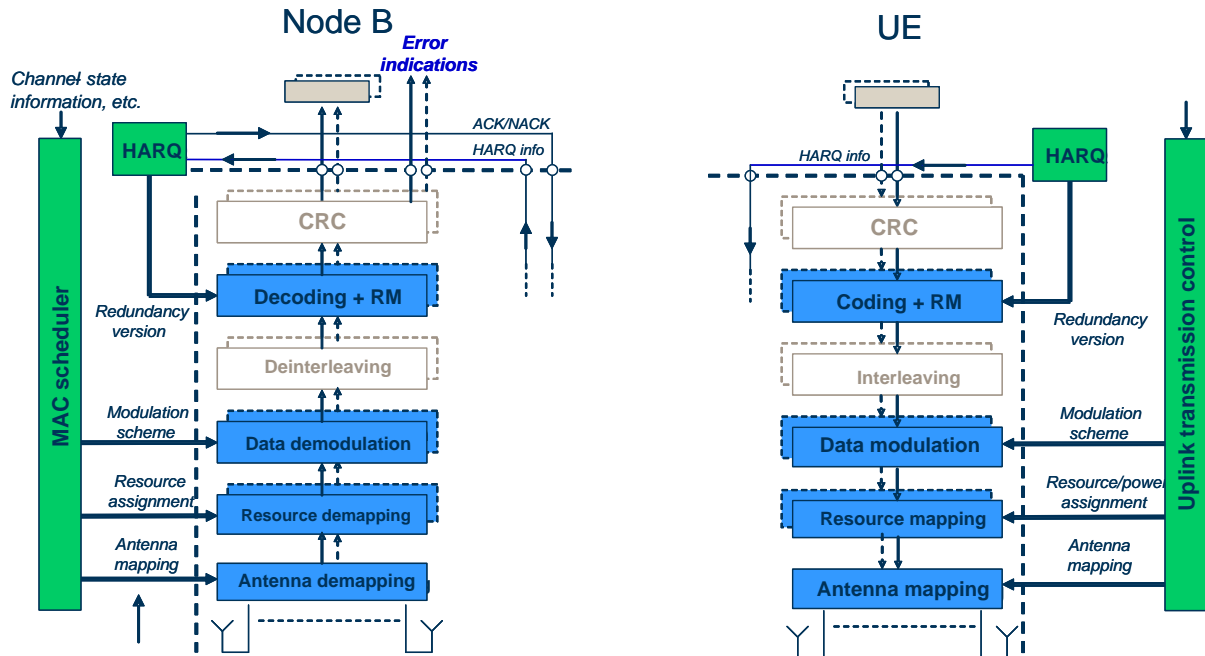 Node B
UE
Error
indications
Channel state
information, etc.
HARQ
ACK/NACK
HARQ info
CRC
Decoding + RM
Redundancy
version
Deinterleaving
MAC scheduler
Modulation
scheme
Data demodulation
Resource
assignment
Resource demapping
Antenna
mapping
Antenna demapping
HARQ info
HARQ
CRC
Coding + RM
Redundancy
version
Interleaving
Uplink transmission control
Modulation
scheme
Data modulation
Resource/power
assignment
Resource mapping
Antenna
mapping
Antenna mapping